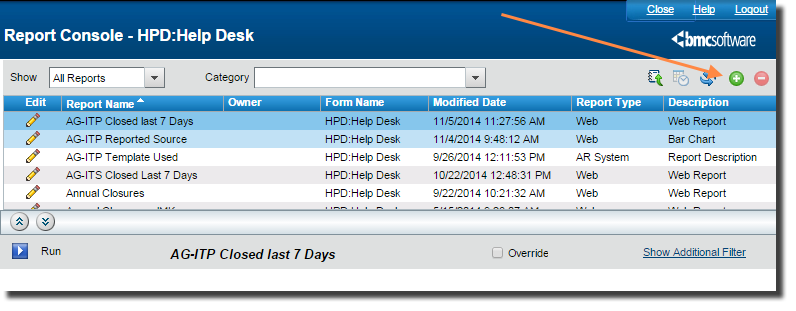 Close Help Logout
Report Console - HPD:Help Desk
bmcsoftware
Show All Reports Category
Edit Report Name Owner Form Name Modified Date Report Type Description
AG-ITP Closed last 7 Days HPD:Help Desk 11/5/2014 11:27:56 AM Web Web Report
AG-ITP Reported Source HPD:Help Desk 11/4/2014 9:48:12 AM Web Bar Chart
AG-ITP Template Used HPD:Help Desk 9/26/2014 12:11:53 PM AR System Report Description
AG-ITS Closed Last 7 Days HPD:Help Desk 10/22/2014 12:48:31 PM Web Web Report
Annual Closures HPD:Help Desk 9/22/2014 10:21:32 AM Web Web Report
HPD:Help Desk Web Web Report
Run AG-ITP Closed last 7 Days Override Show Additional Filter